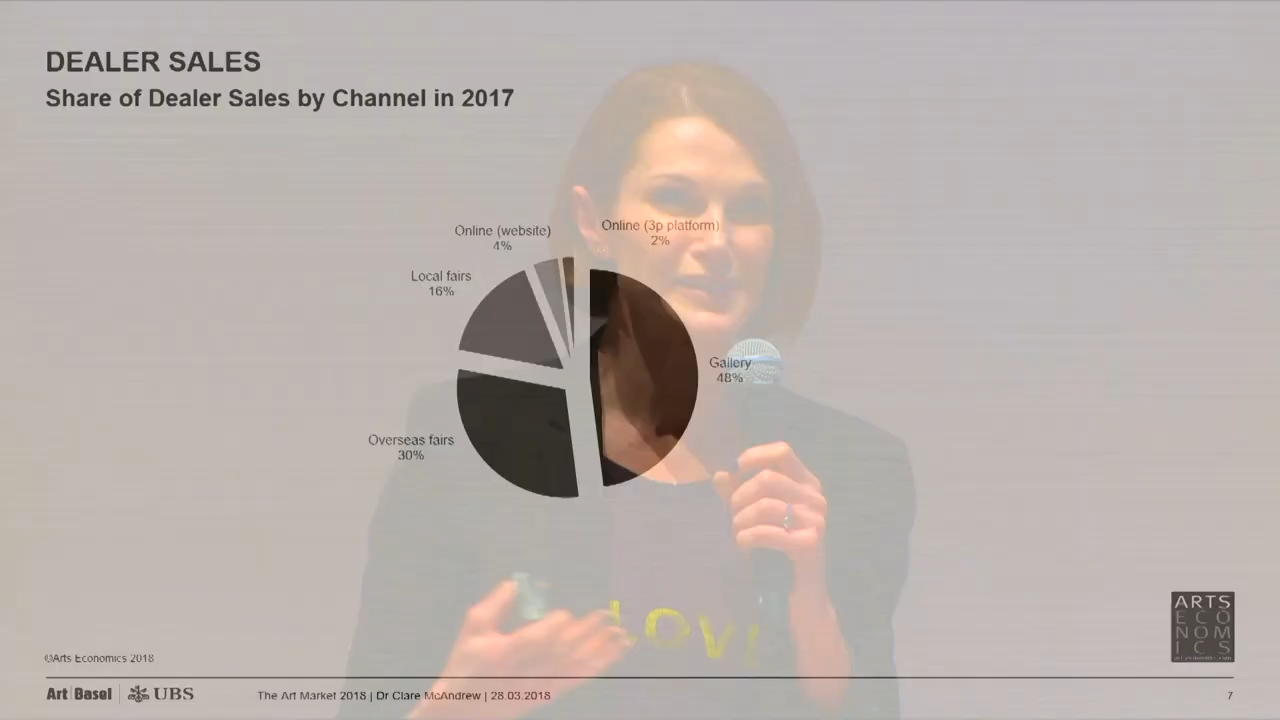 DEALER SALES
Share of Dealer Sales by Channel in 2017
Online (website)
4%
Online (3p platform)
2%
Local fairs
16%
Gallery
48%
Overseas fairs
30%
LOVE
ARTS
ECO
NOM
ICS
©Arts Economics 2018
Art|Basel | UBS
The Art Market 2018 | Dr Clare McAndrew | 28.03.2018
7